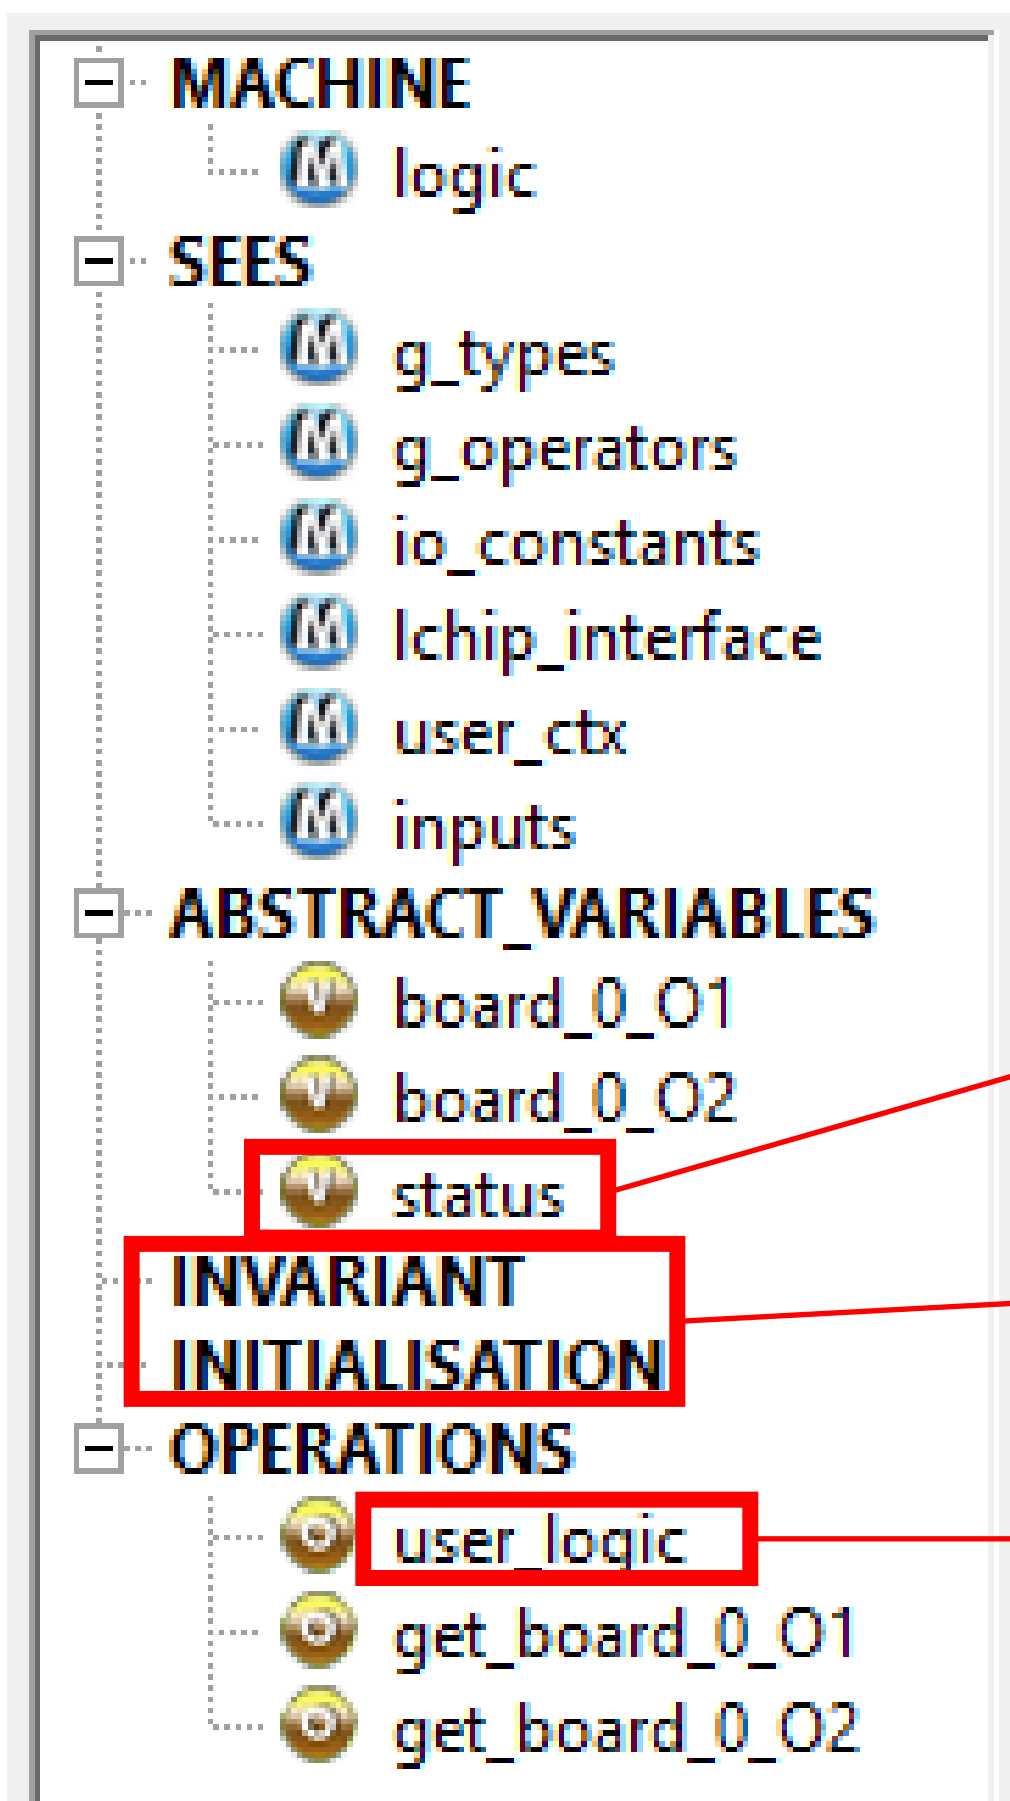 MACHINE
logic
SEES
g_types
g_operators
io_constants
lchip_interface
user_ctx
inputs
ABSTRACT_VARIABLES
board_0_O1
board_0_O2
status
INVARIANT
INITIALISATION
OPERATIONS
user_logic
get_board_0_O1
get_board_0_O2